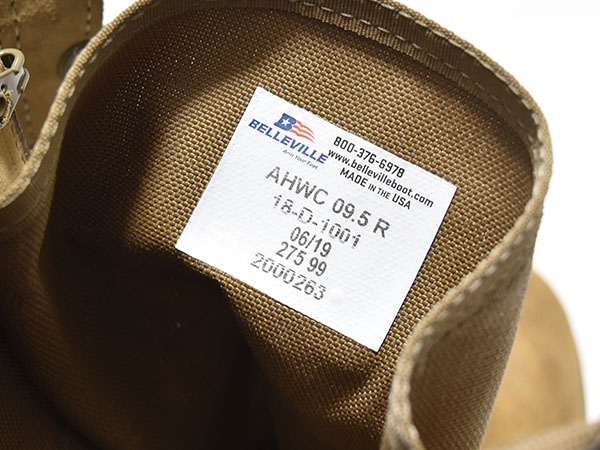 BELLEVILLE
Arm Your Feet
800-376-6978
www.bellevilleboot.com
MADE IN THE USA
AHWC 09.5 R
18-D-1001
06/19
275 99
2000263